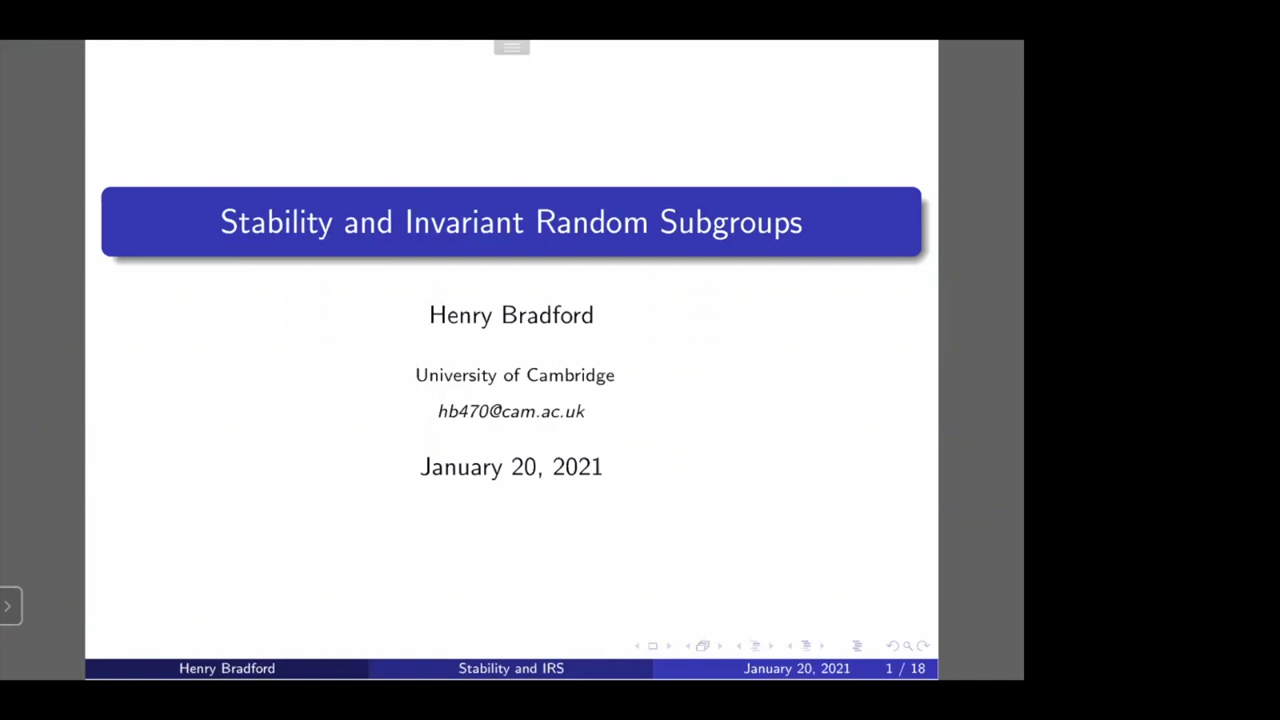 Stability and Invariant Random Subgroups
Henry Bradford
University of Cambridge
hb470@cam.ac.uk
January 20, 2021
Henry Bradford Stability and IRS January 20, 2021 1 / 18